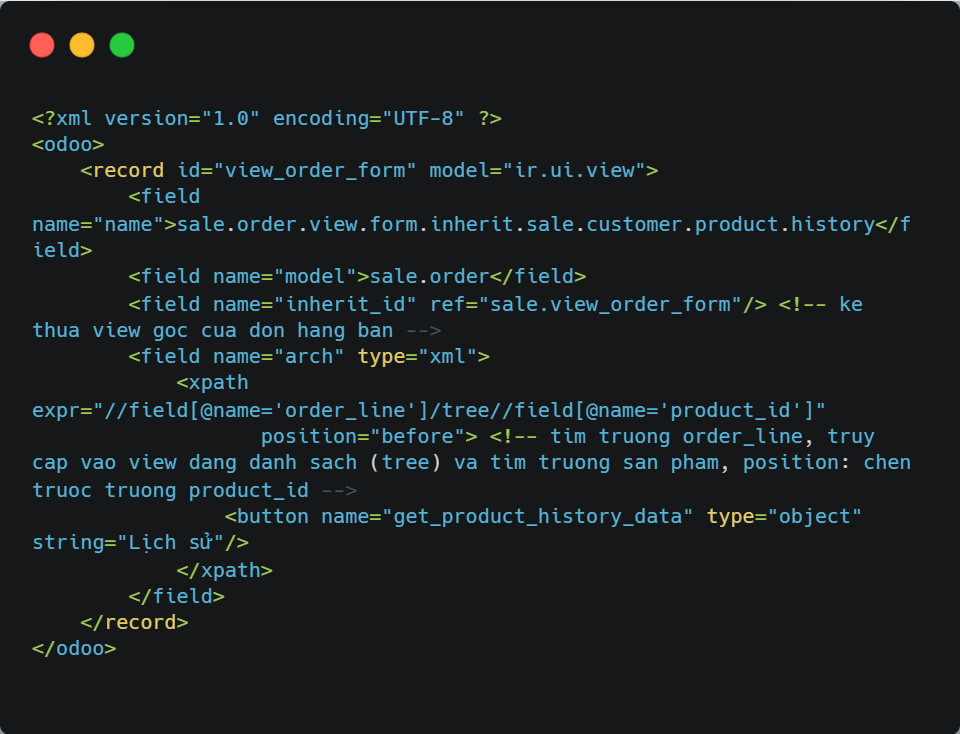 <?xml version="1.0" encoding="UTF-8" ?>
<odoo>
    <record id="view_order_form" model="ir.ui.view">
        <field
name="name">sale.order.view.form.inherit.sale.customer.product.history</f
ield>
        <field name="model">sale.order</field>
        <field name="inherit_id" ref="sale.view_order_form"/> <!-- ke
thua view goc cua don hang ban -->
        <field name="arch" type="xml">
            <xpath
expr="//field[@name='order_line']/tree//field[@name='product_id']"
                   position="before"> <!-- tim truong order_line, truy
cap vao view dang danh sach (tree) va tim truong san pham, position: chen
truoc truong product_id -->
                <button name="get_product_history_data" type="object"
string="Lịch sử"/>
            </xpath>
        </field>
    </record>
</odoo>